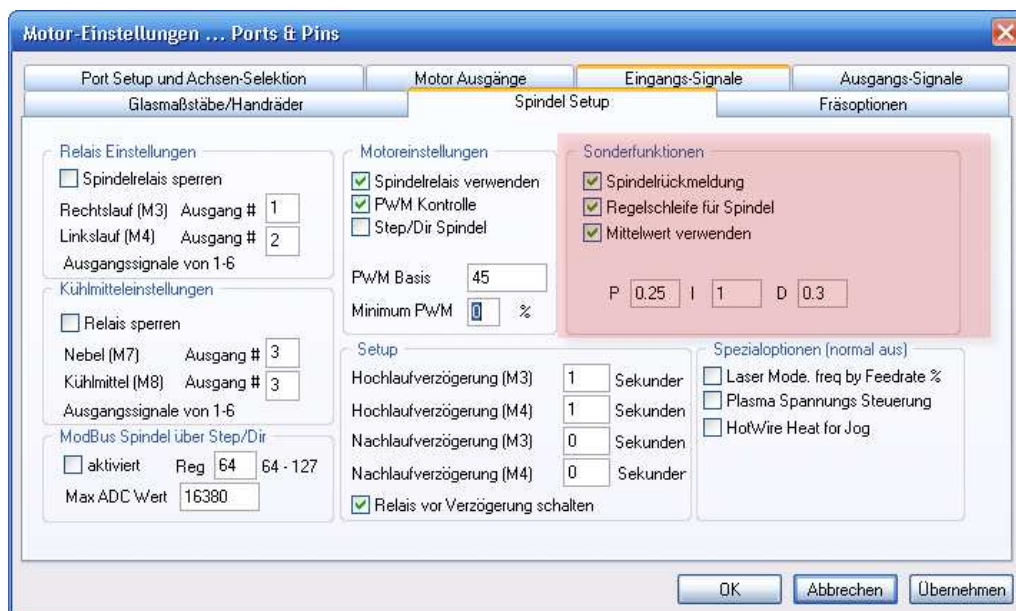 Motor-Einstellungen ... Ports & Pins
Port Setup und Achsen-Selektion
Motor Ausgänge
Eingangs-Signale
Ausgangs-Signale
Glasmaßstäbe/Handräder
Spindel Setup
Fräsoptionen
Relais Einstellungen
Spindelrelais sperren
Rechtslauf (M3) Ausgang # 1
Linkslauf (M4) Ausgang # 2
Ausgangssignale von 1-6
Kühlmitteleinstellungen
Relais sperren
Nebel (M7) Ausgang # 3
Kühlmittel (M8) Ausgang # 3
Ausgangssignale von 1-6
ModBus Spindel über Step/Dir
aktiviert Reg 64 64 - 127
Max ADC Wert 16380
Motoreinstellungen
Spindelrelais verwenden
PWM Kontrolle
Step/Dir Spindel
PWM Basis 45
Minimum PWM 0 %
Sonderfunktionen
Spindelrückmeldung
Regelschleife für Spindel
Mittelwert verwenden
P 0.25 I 1 D 0.3
Setup
Hochlaufverzögerung (M3) 1 Sekunder
Hochlaufverzögerung (M4) 1 Sekunden
Nachlaufverzögerung (M3) 0 Sekunden
Nachlaufverzögerung (M4) 0 Sekunder
Relais vor Verzögerung schalten
Spezialoptionen (normal aus)
Laser Mode. freq by Feedrate %
Plasma Spannungs Steuerung
HotWire Heat for Jog
OK
Abbrechen
Übernehmen